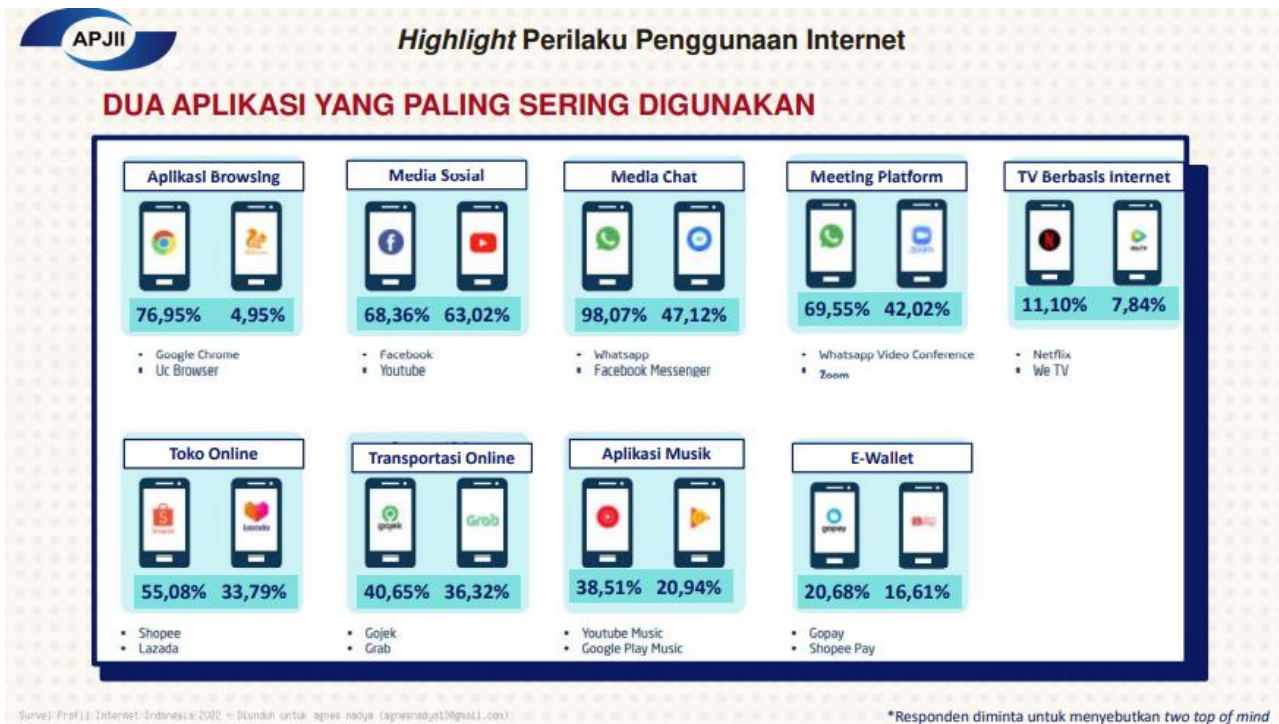 APJII
Highlight Perilaku Penggunaan Internet
DUA APLIKASI YANG PALING SERING DIGUNAKAN
Aplikasi Browsing
76,95% 4,95%
Google Chrome
Uc Browser
Media Sosial
68,36% 63,02%
Facebook
Youtube
Media Chat
98,07% 47,12%
Whatsapp
Facebook Messenger
Meeting Platform
zoom
69,55% 42,02%
Whatsapp Video Conference
Zoom
TV Berbasis Internet
11,10% 7,84%
Netflix
We TV
Toko Online
Shopee
Lazada
55,08% 33,79%
Shopee
Lazada
Transportasi Online
gojek
Grab
40,65% 36,32%
Gojek
Grab
Aplikasi Musik
38,51% 20,94%
Youtube Music
Google Play Music
E-Wallet
gopay
20,68% 16,61%
Gopay
Shopee Pay
Survei Profil Internet Indonesia 2022 - Diunduh untuk agnes nadya
*Responden diminta untuk menyebutkan two top of mind